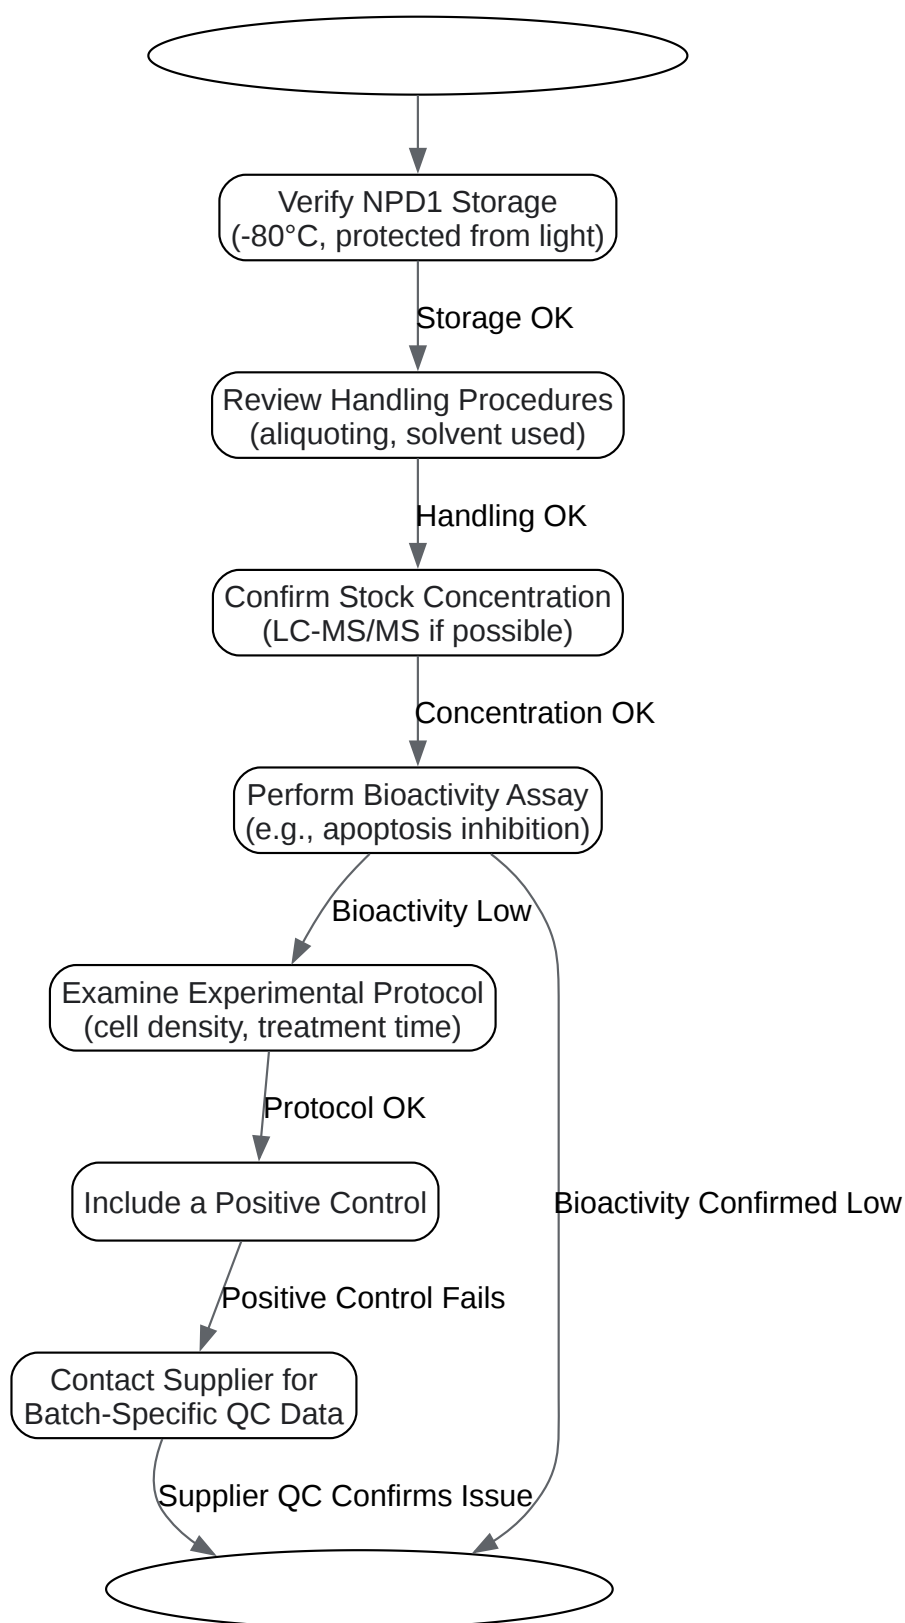 Verify NPD1 Storage
(-80°C, protected from light)
Storage OK
Review Handling Procedures
(aliquoting, solvent used)
Handling OK
Confirm Stock Concentration
(LC-MS/MS if possible)
Concentration OK
Perform Bioactivity Assay
(e.g., apoptosis inhibition)
Bioactivity Low
Examine Experimental Protocol
(cell density, treatment time)
Protocol OK
Include a Positive Control
Bioactivity Confirmed Low
Positive Control Fails
Contact Supplier for
Batch-Specific QC Data
Supplier QC Confirms Issue